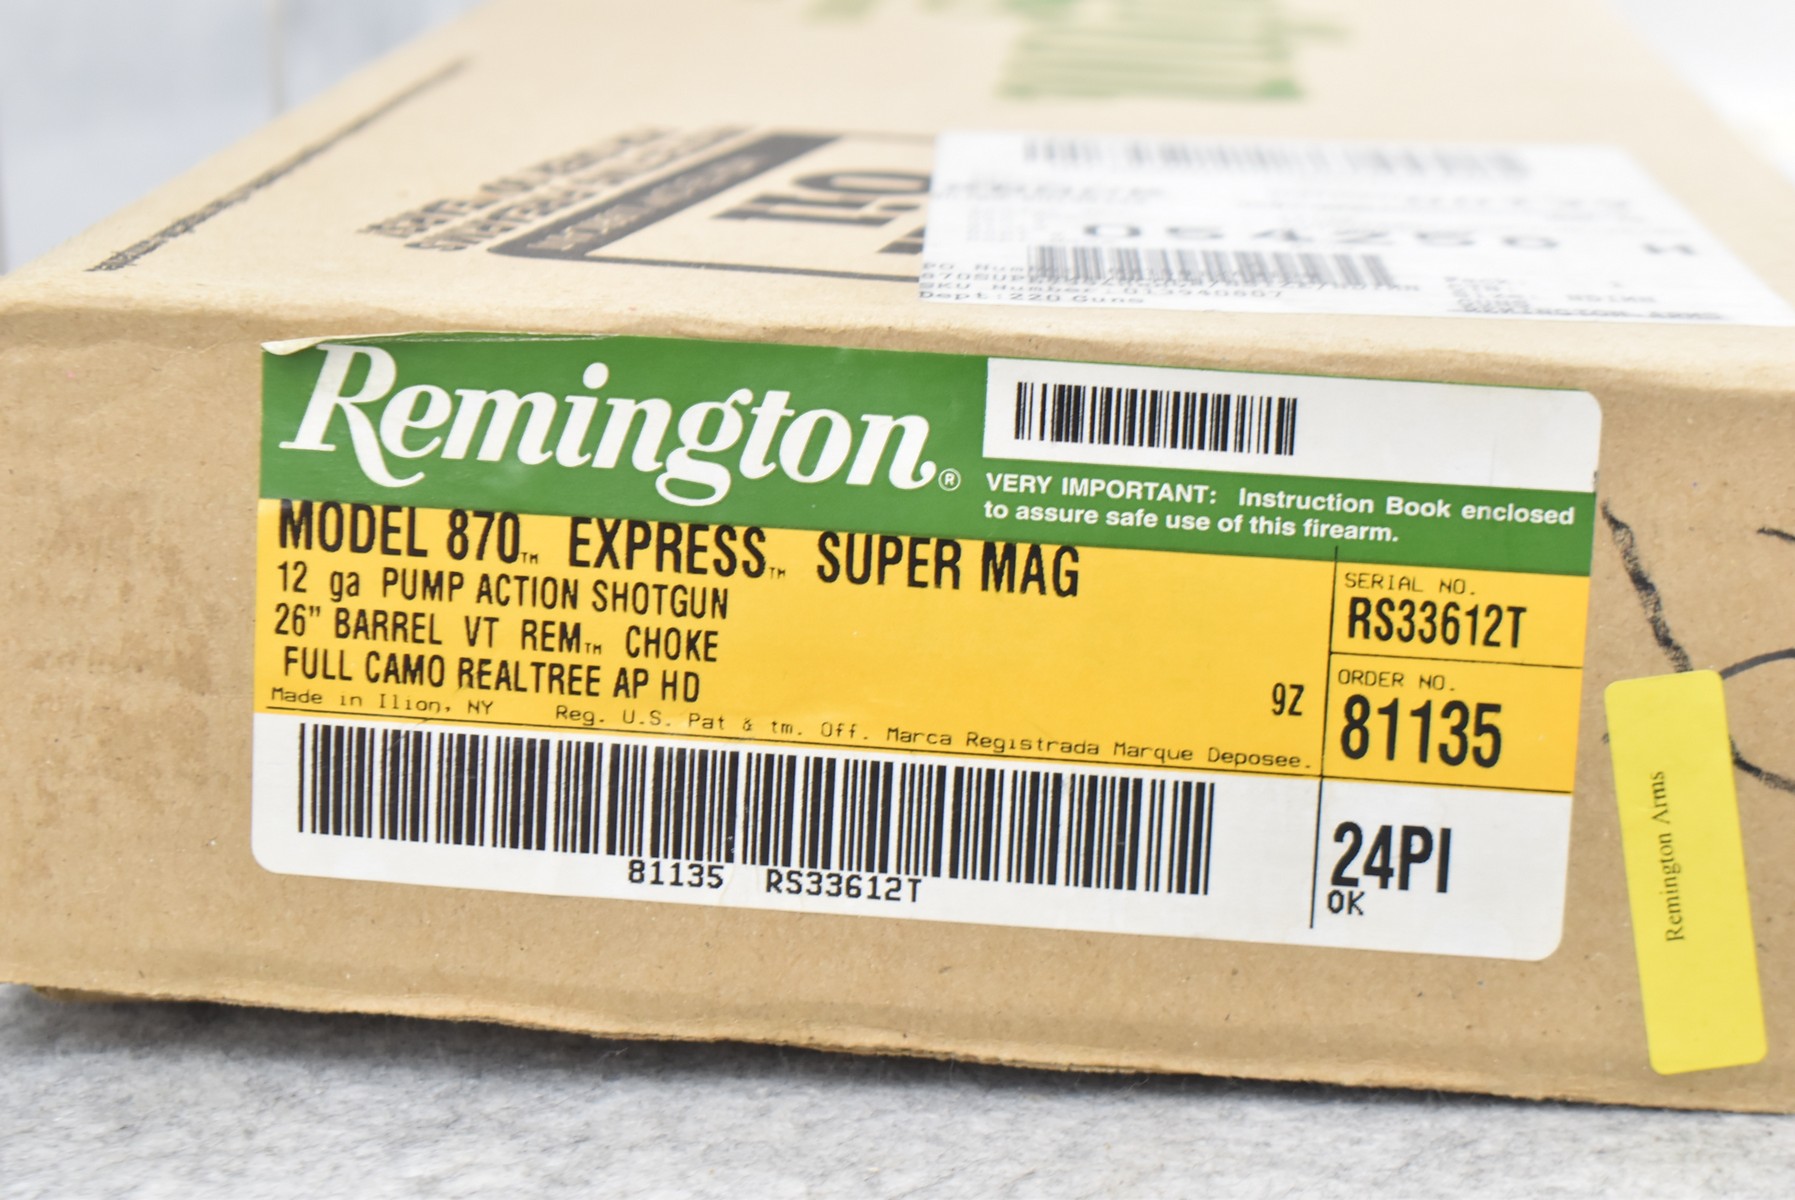 Dept: 220 Guns
Remington®
VERY IMPORTANT: Instruction Book enclosed
to assure safe use of this firearm.
MODEL 870™ EXPRESS™ SUPER MAG
12 ga PUMP ACTION SHOTGUN
26" BARREL VT REM™ CHOKE
FULL CAMO REALTREE AP HD
9Z
Made in Ilion, NY Reg. U.S. Pat & tm. Off. Marca Registrada Marque Deposee.
SERIAL NO.
RS33612T
ORDER NO.
81135
81135 RS33612T
24PI
OK
Remington Arms